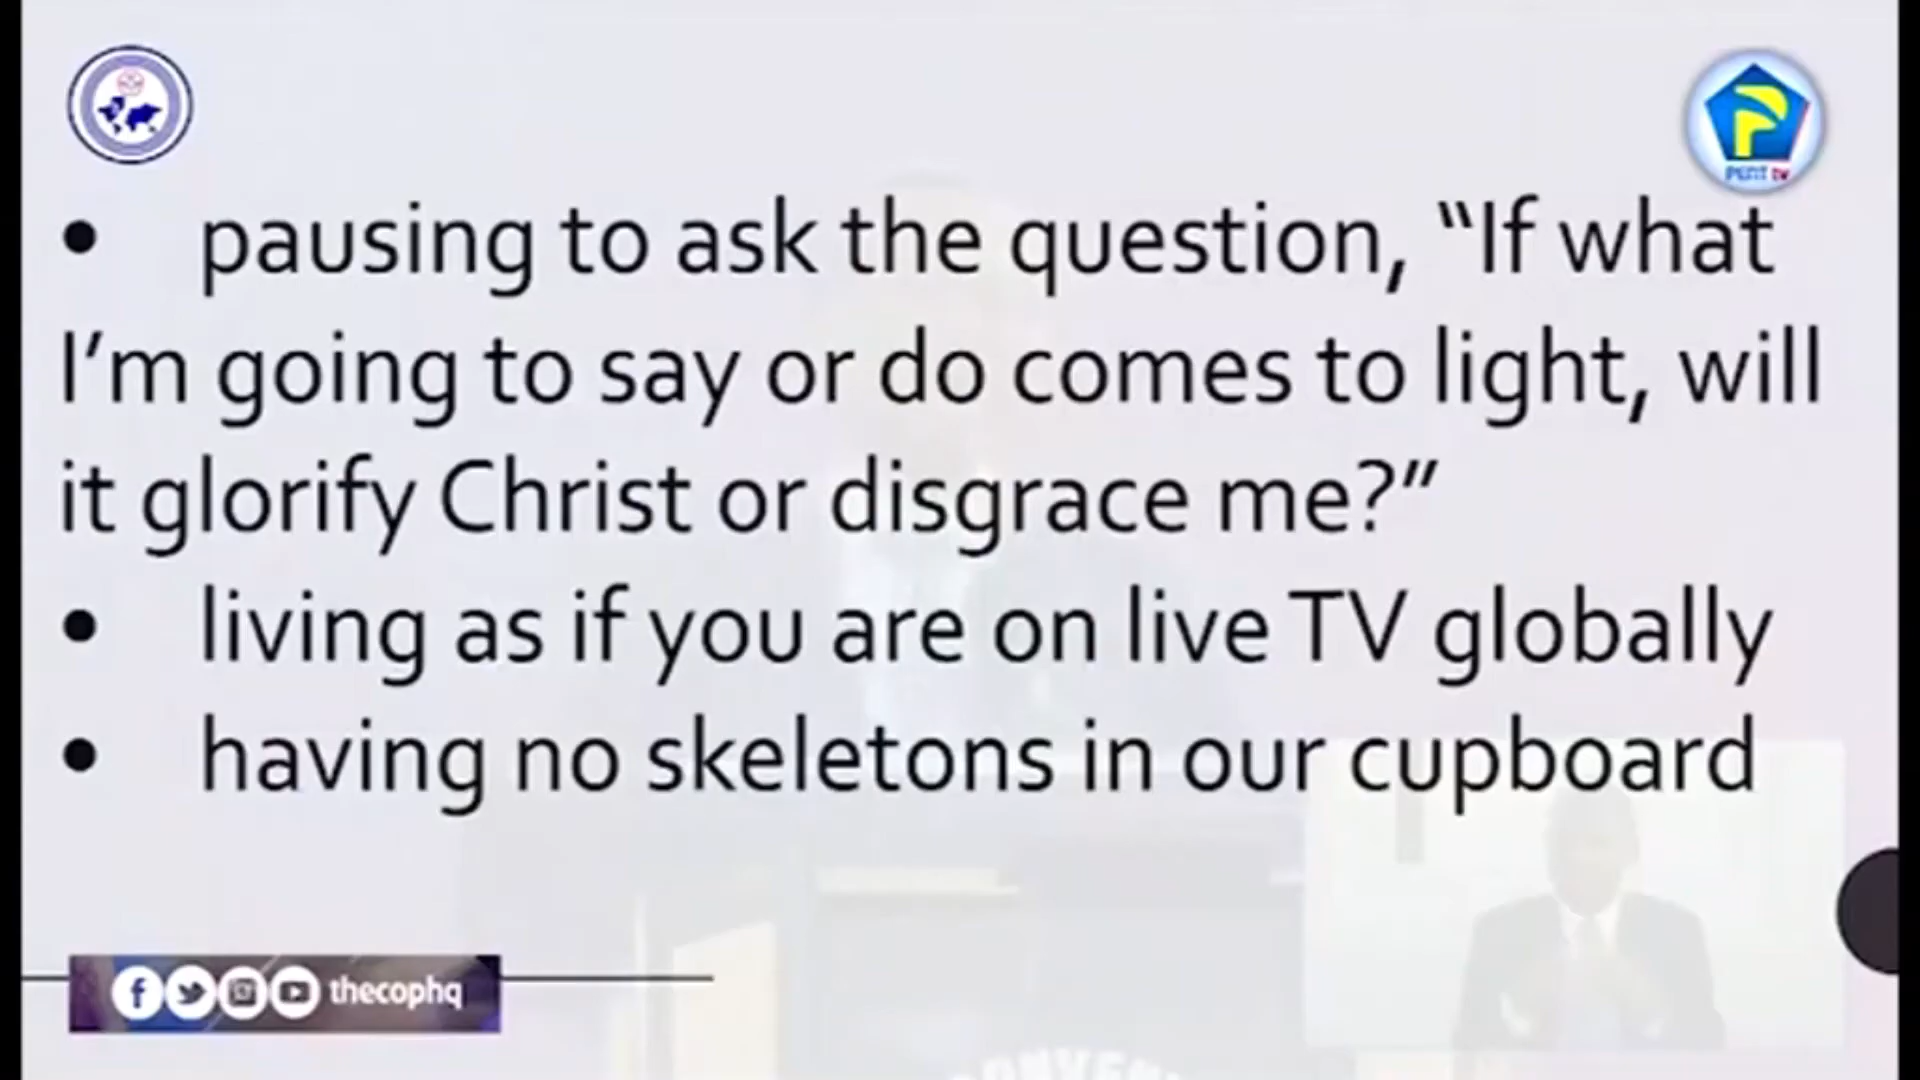 PENT tv
• pausing to ask the question, “If what
I’m going to say or do comes to light, will
it glorify Christ or disgrace me?”
• living as if you are on live TV globally
• having no skeletons in our cupboard
thecophq